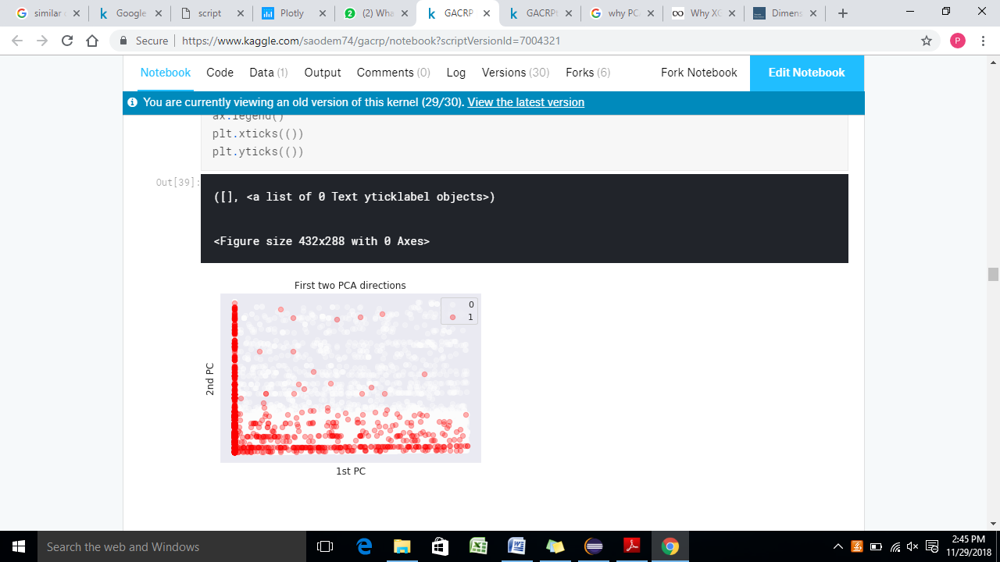 similar s
Google
script
Plotly
(2) Wha
GACRP
GACRP
why PC
Why XC
Dimens
Secure https://www.kaggle.com/saodem74/gacrp/notebook?scriptVersionId=7004321
P
Notebook Code Data (1) Output Comments (0) Log Versions (30) Forks (6) Fork Notebook Edit Notebook
You are currently viewing an old version of this kernel (29/30). View the latest version
ax.legend()
plt.xticks(())
plt.yticks(())
Out[39]:
([], <a list of 0 Text yticklabel objects>)
<Figure size 432x288 with 0 Axes>
First two PCA directions
0
1
2nd PC
1st PC
Search the web and Windows
2:45 PM
11/29/2018